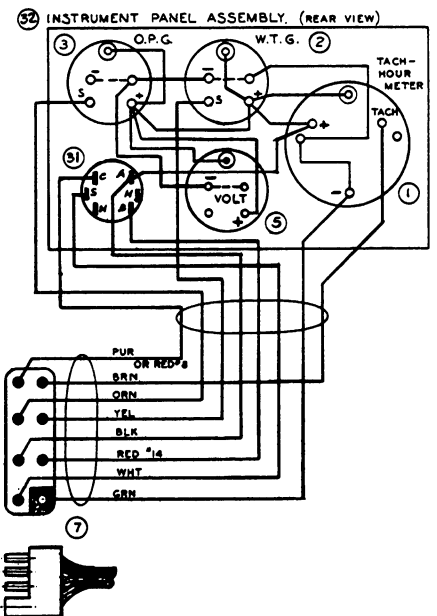 32 INSTRUMENT PANEL ASSEMBLY. (REAR VIEW)
3 O.P.G. W.T.G. 2
TACH-
HOUR
METER
- -
S + S +
TACH
+
31
C A
S H
N B
-
VOLT
+
5
-
1
PUR
OR RED #8
BRN
ORN
YEL
BLK
RED #14
WHT
GRN
7